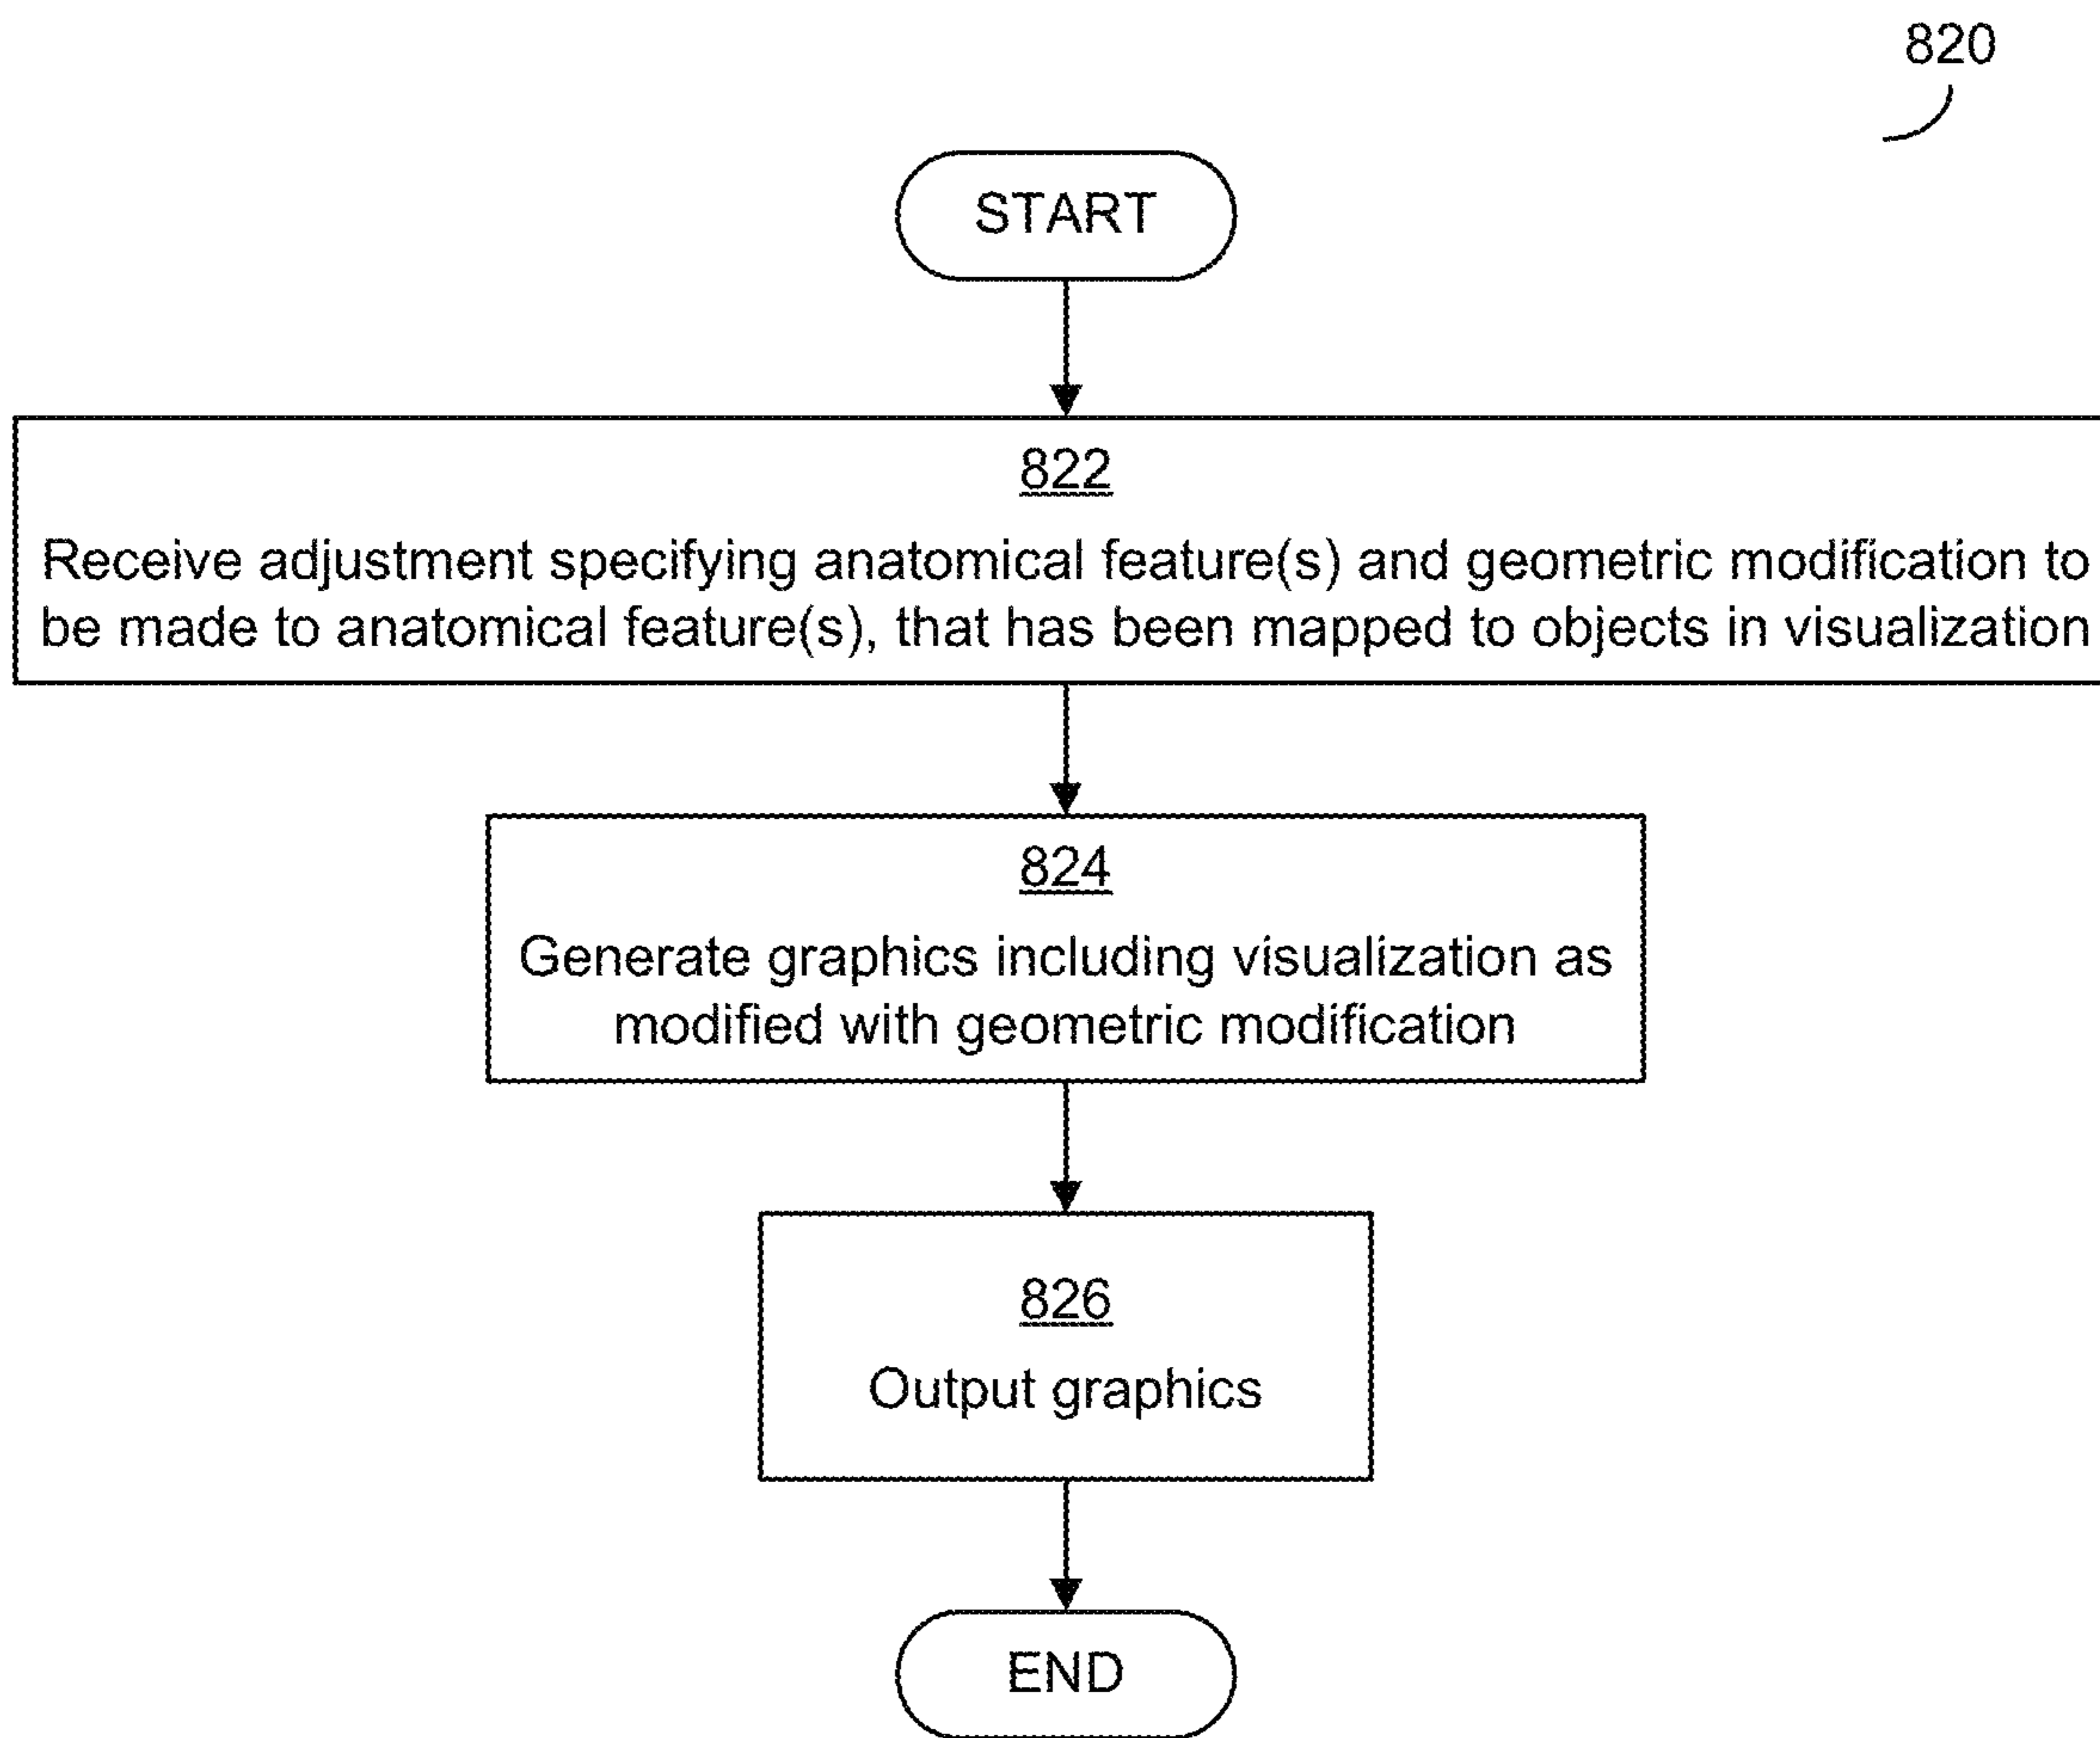 820
START
822
Receive adjustment specifying anatomical feature(s) and geometric modification to
be made to anatomical feature(s), that has been mapped to objects in visualization
824
Generate graphics including visualization as
modified with geometric modification
826
Output graphics
END